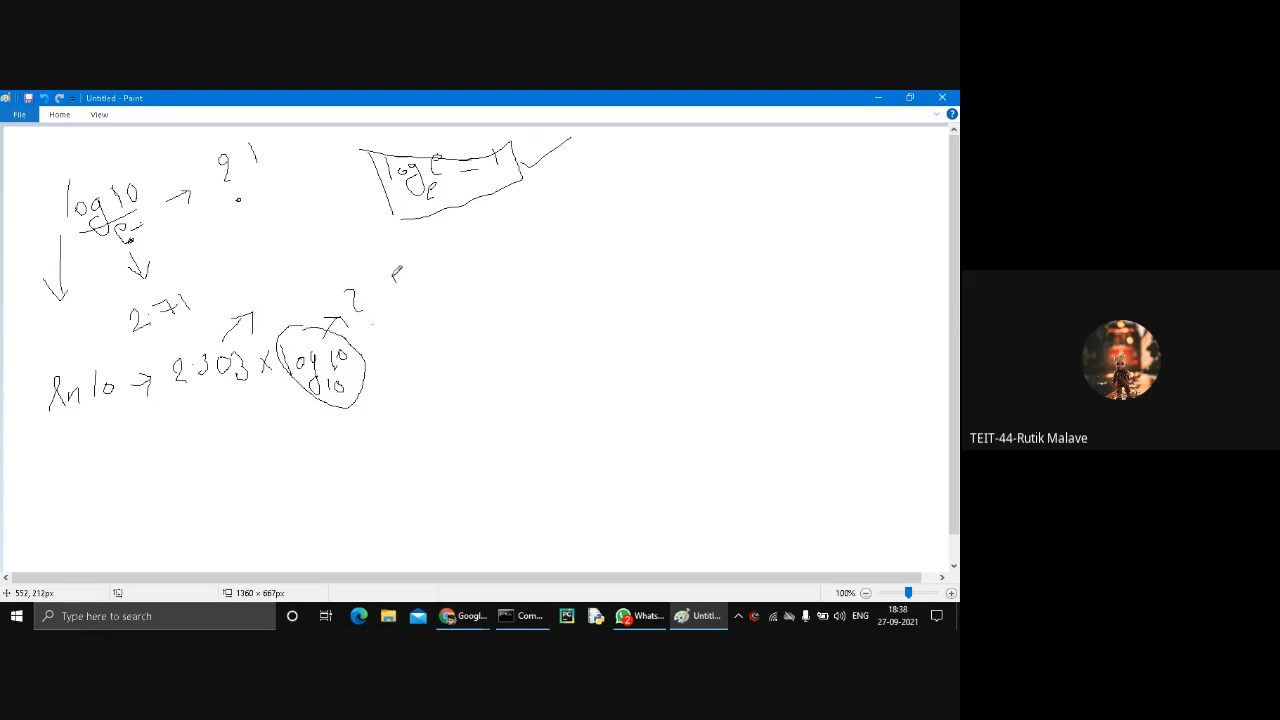 Untitled - Paint
File Home View
log 10 → ? 1
e
log e = 1
e
2.71
?
ln 10 → 2.303 × log 10
10
552, 212px
1360 × 667px
100%
Type here to search
Googl...
Com...
Whats...
Untitl...
ENG
18:38
27-09-2021
TEIT-44-Rutik Malave